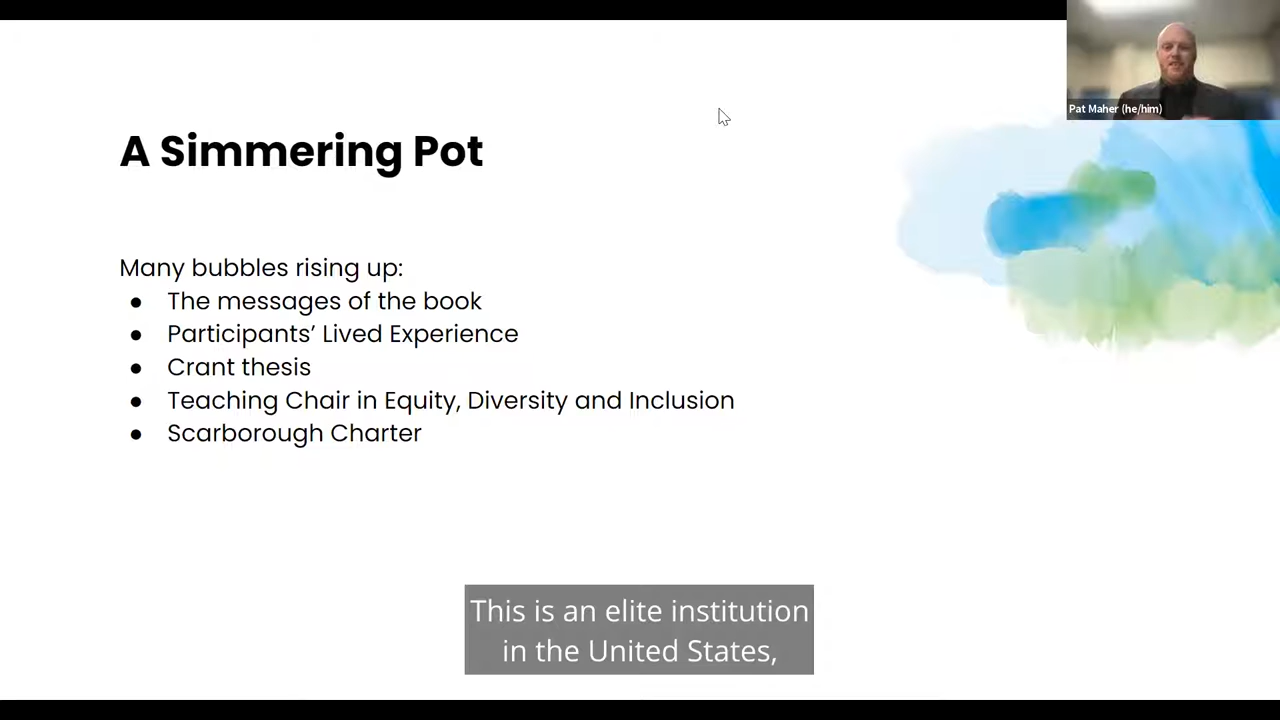 Pat Maher (he/him)
A Simmering Pot
Many bubbles rising up:
● The messages of the book
● Participants’ Lived Experience
● Crant thesis
● Teaching Chair in Equity, Diversity and Inclusion
● Scarborough Charter
This is an elite institution
in the United States,